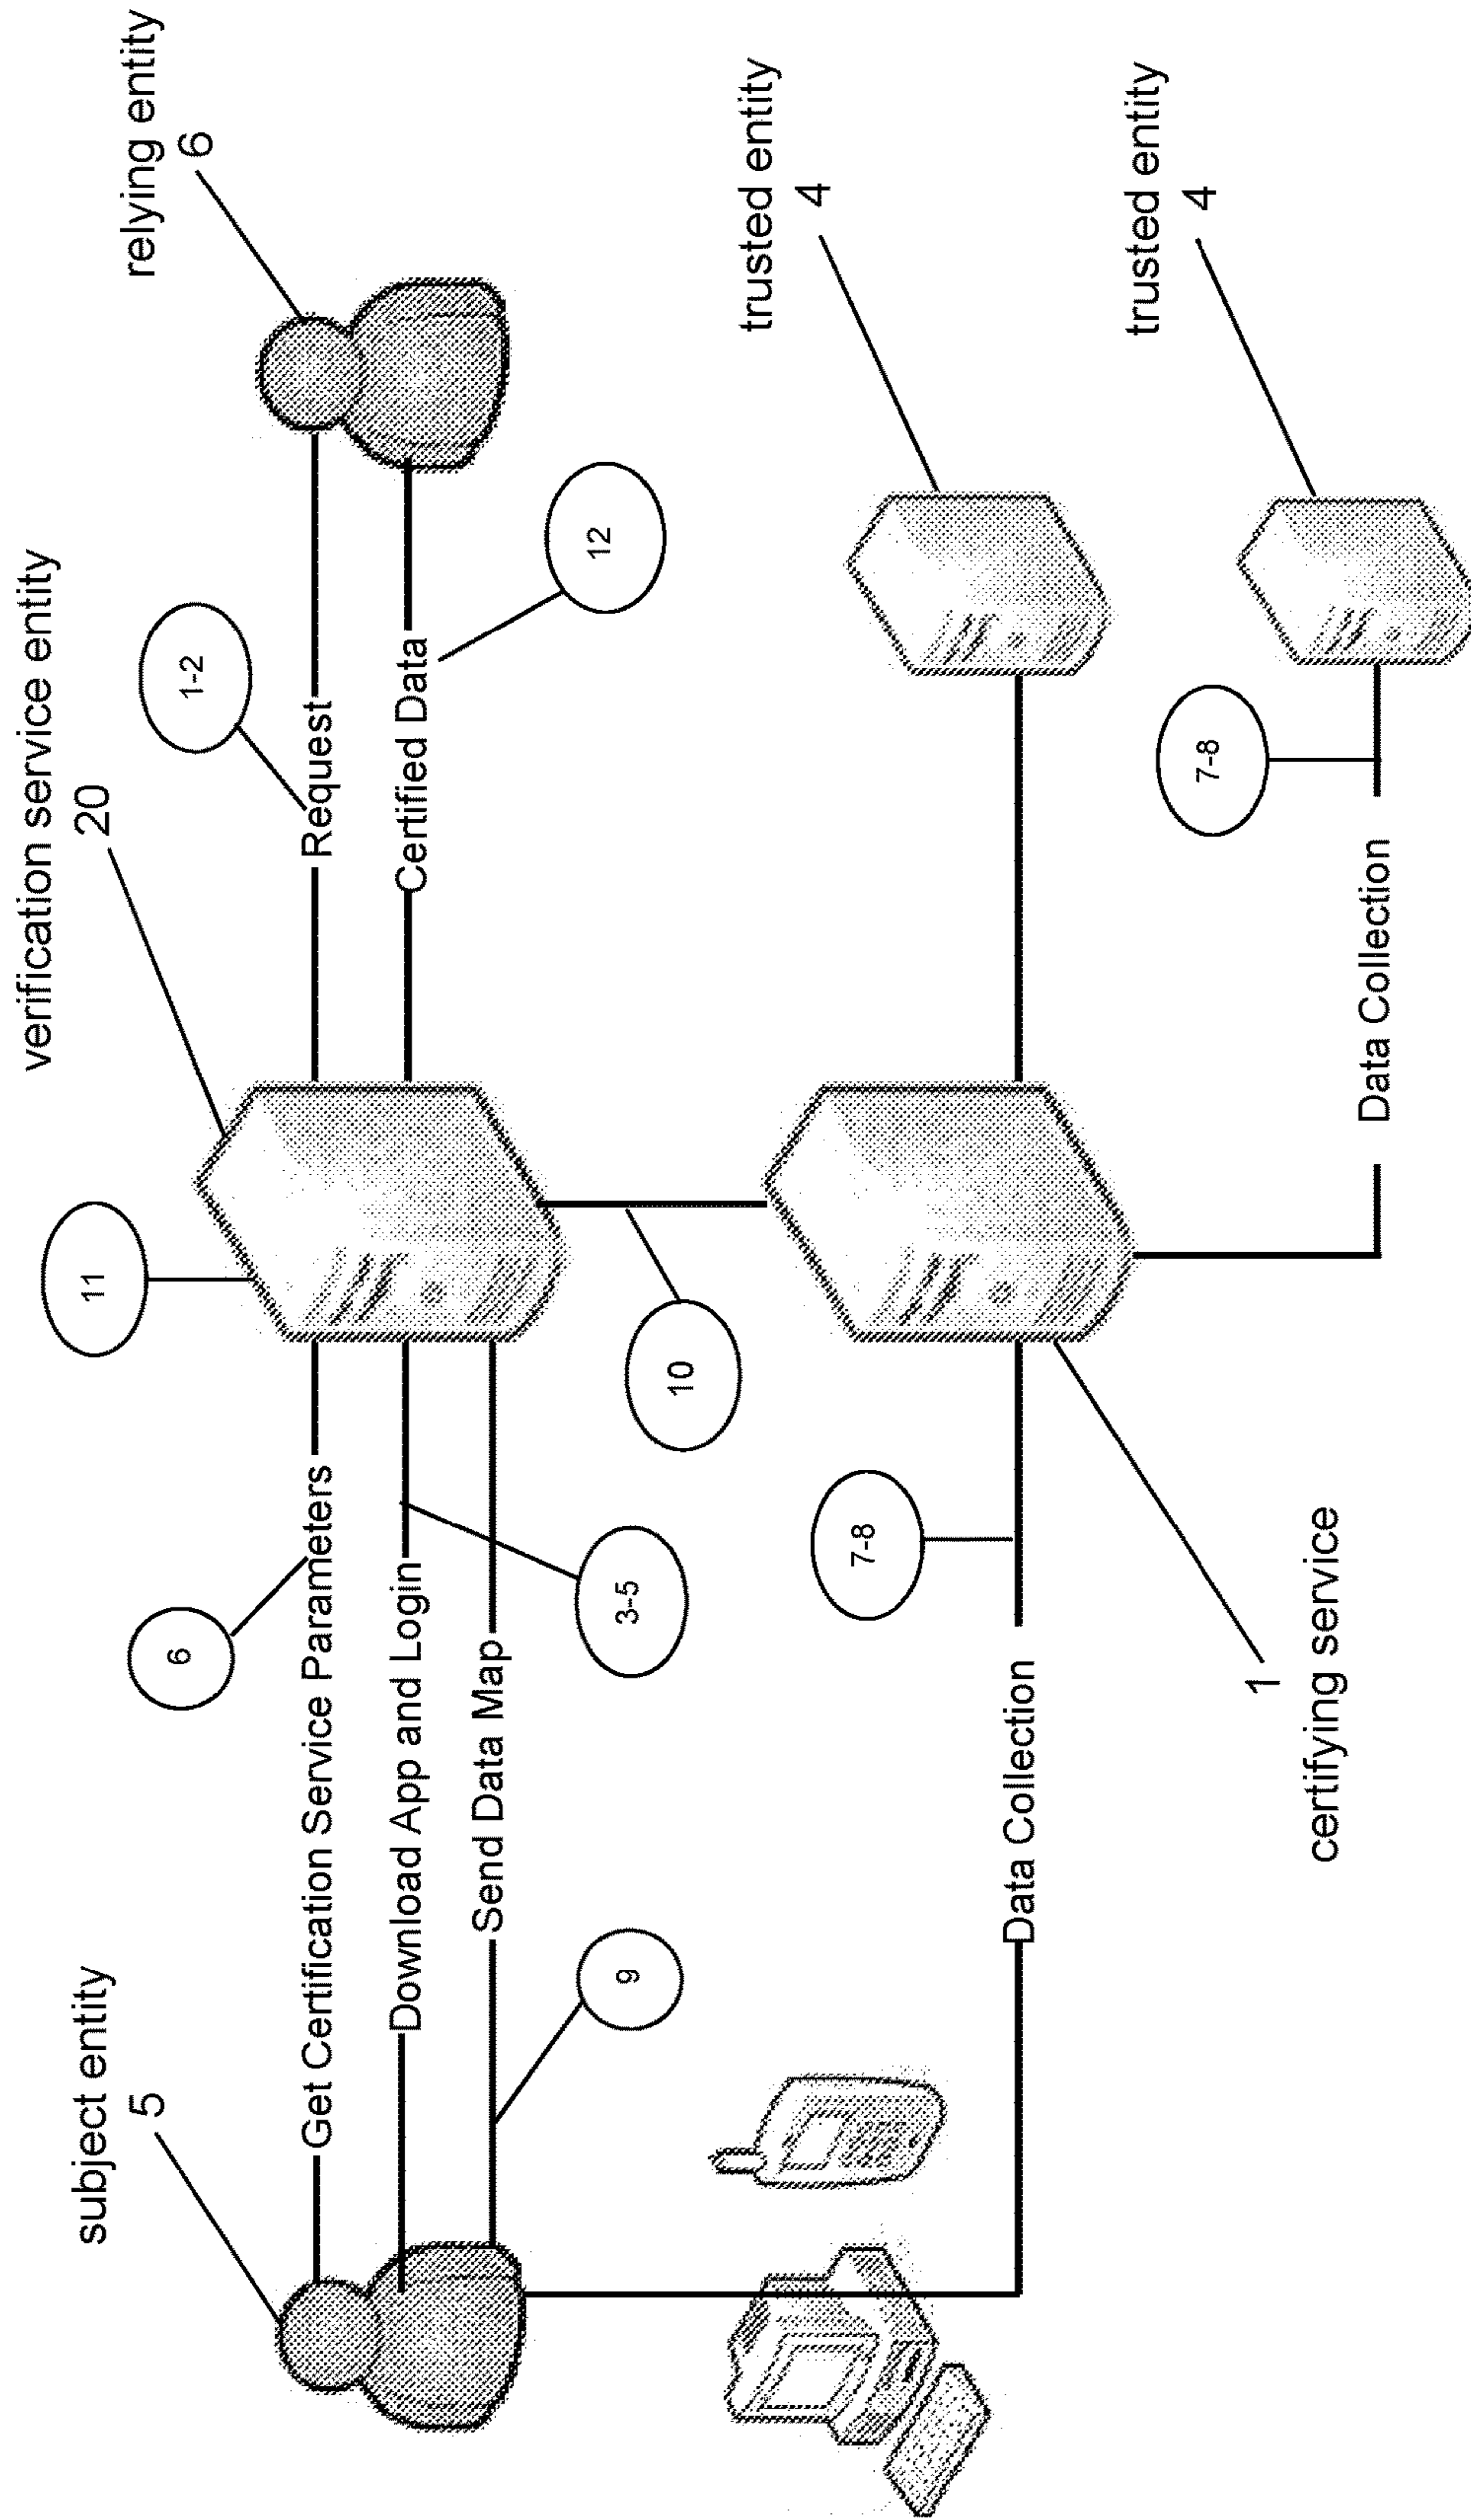 verification service entity
20
relying entity
6
subject entity
5
11
1-2
6
Get Certification Service Parameters
Request
Download App and Login
Certified Data
Send Data Map
12
3-5
9
10
trusted entity
4
7-8
Data Collection
1
certifying service
trusted entity
4
7-8
Data Collection